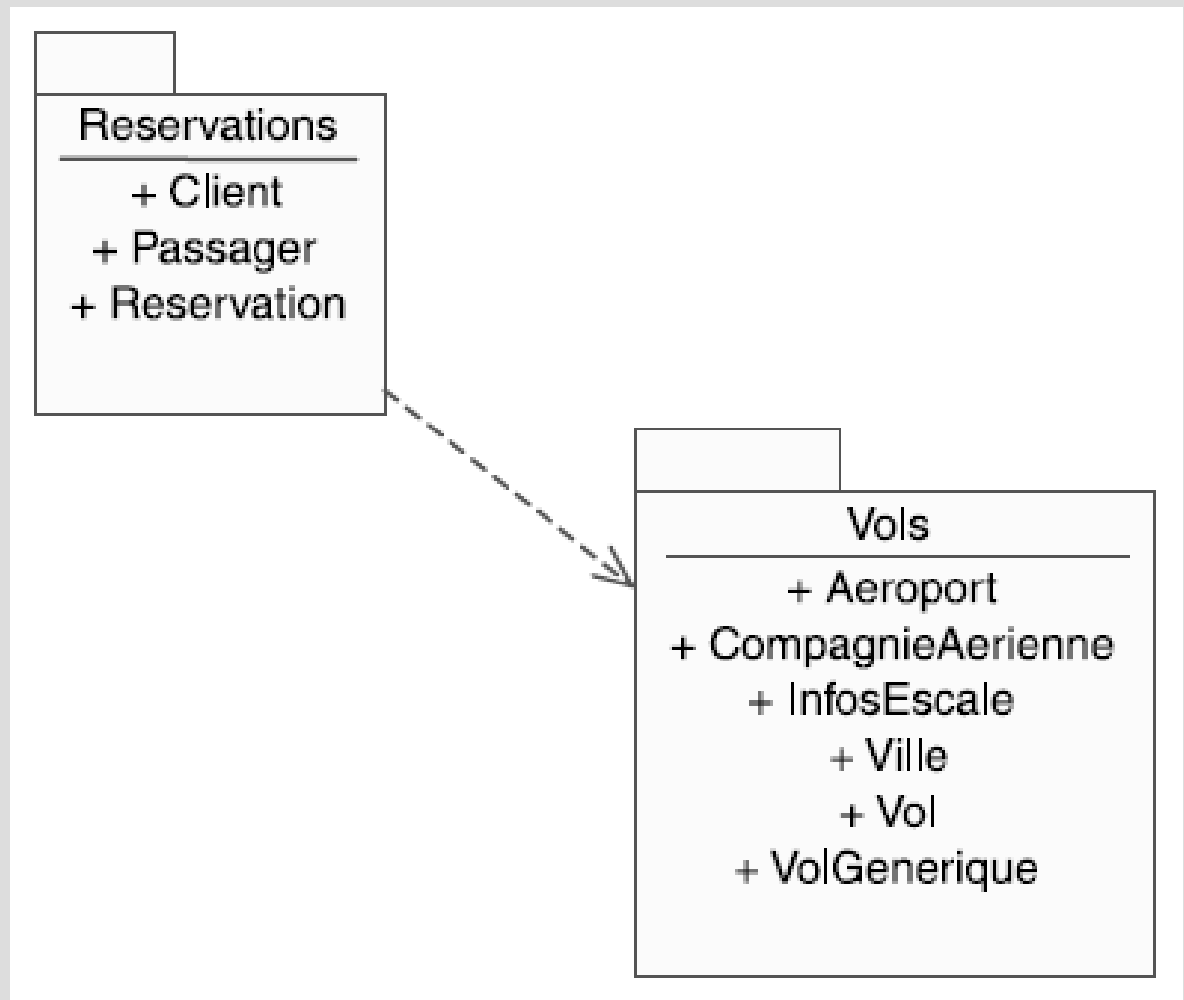 Reservations
+ Client
+ Passager
+ Reservation
Vols
+ Aeroport
+ CompagnieAerienne
+ InfosEscale
+ Ville
+ Vol
+ VolGenerique